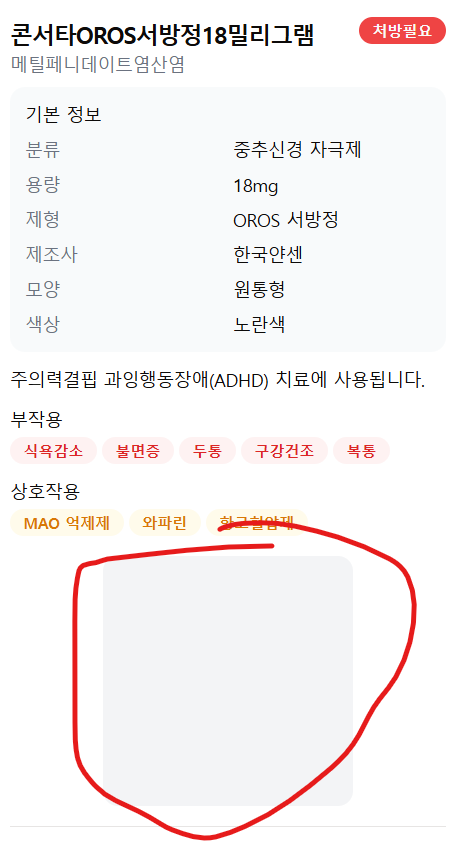 콘서타OROS서방정18밀리그램
처방필요
메틸페니데이트염산염
기본 정보
분류 중추신경 자극제
용량 18mg
제형 OROS 서방정
제조사 한국얀센
모양 원통형
색상 노란색
주의력결핍 과잉행동장애(ADHD) 치료에 사용됩니다.
부작용
식욕감소 불면증 두통 구강건조 복통
상호작용
MAO 억제제 와파린 항고혈압제